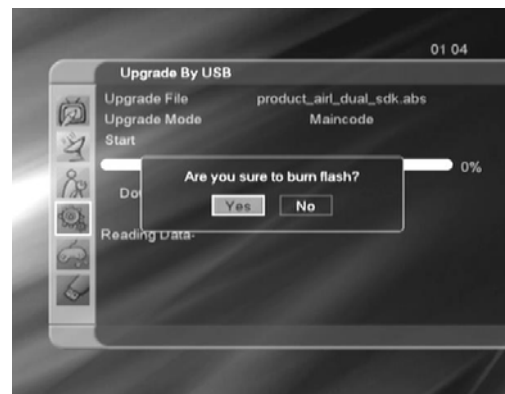 01 04
Upgrade By USB
Upgrade File product_airl_dual_sdk.abs
Upgrade Mode Maincode
Start
0%
Are you sure to burn flash?
Yes No
Reading Data-